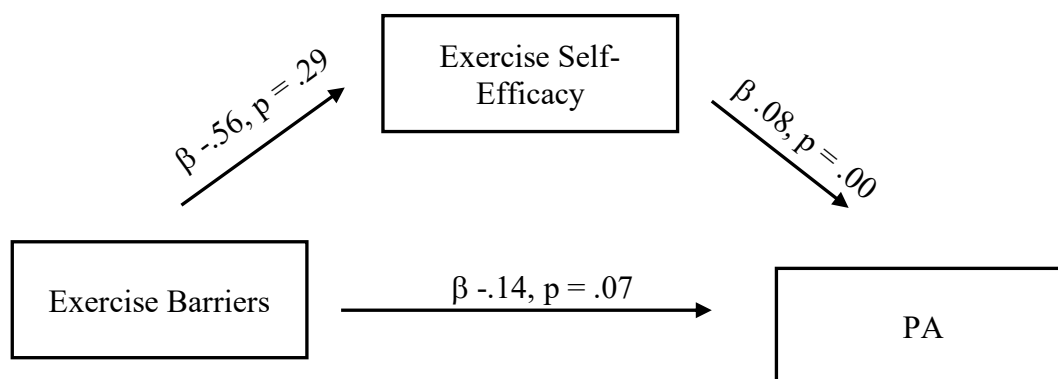 Exercise Self-
Efficacy
β -.56, p = .29
β .08, p =.00
Exercise Barriers
β -.14, p = .07
PA